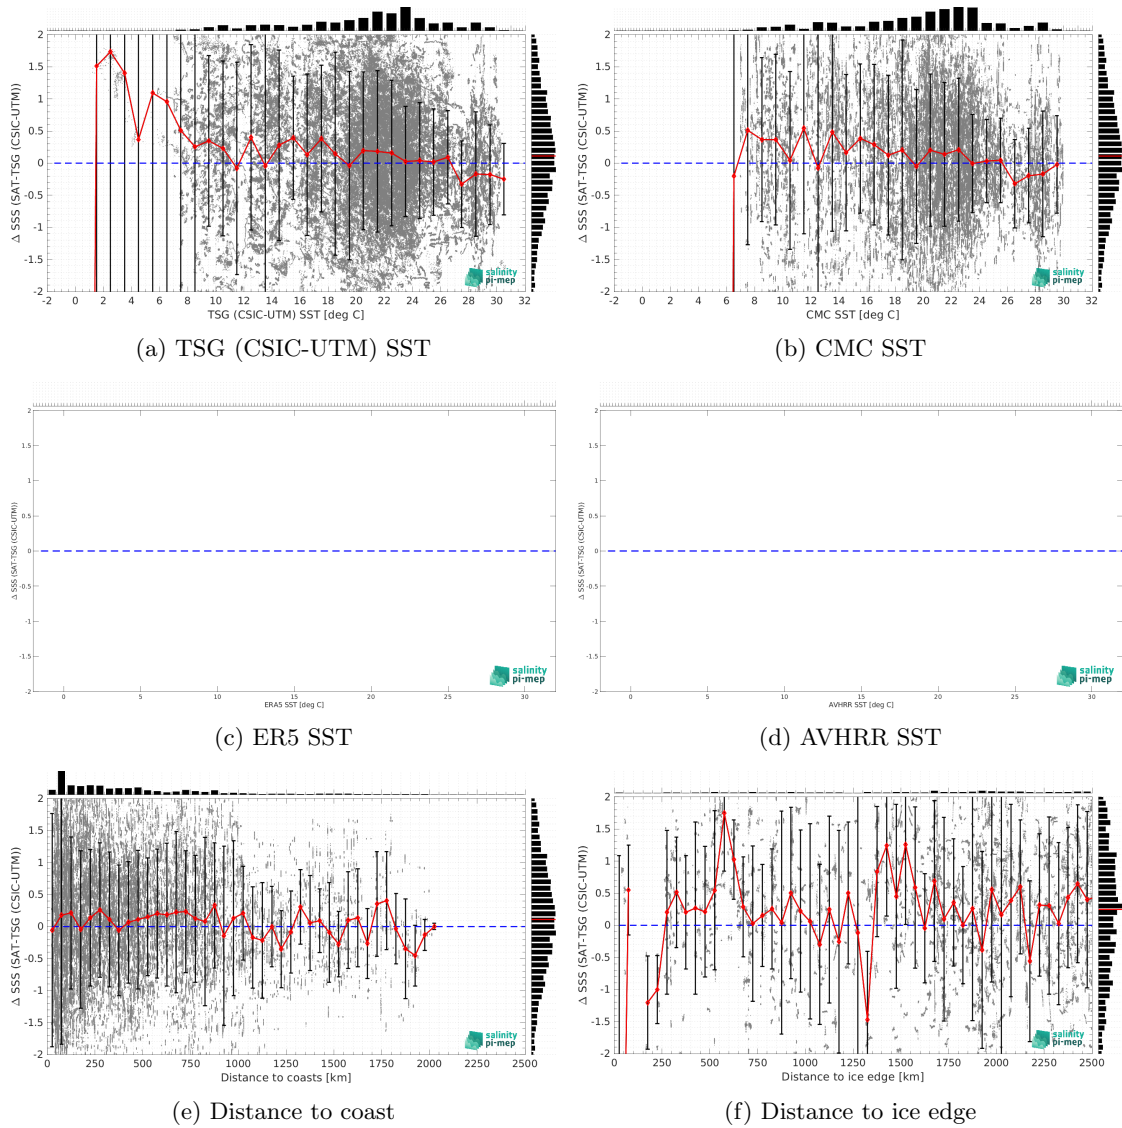 2
1.5
1
0.5
0
-0.5
-1
-1.5
-2
Δ SSS (SAT-TSG (CSIC-UTM))
-2 0 2 4 6 8 10 12 14 16 18 20 22 24 26 28 30 32
TSG (CSIC-UTM) SST [deg C]
salinity
pi-mep
(a) TSG (CSIC-UTM) SST
2
1.5
1
0.5
0
-0.5
-1
-1.5
-2
Δ SSS (SAT-TSG (CSIC-UTM))
-2 0 2 4 6 8 10 12 14 16 18 20 22 24 26 28 30 32
CMC SST [deg C]
salinity
pi-mep
(b) CMC SST
2
1.5
1
0.5
0
-0.5
-1
-1.5
-2
Δ SSS (SAT-TSG (CSIC-UTM))
0 5 10 15 20 25 30
ERA5 SST [deg C]
salinity
pi-mep
(c) ER5 SST
2
1.5
1
0.5
0
-0.5
-1
-1.5
-2
Δ SSS (SAT-TSG (CSIC-UTM))
0 5 10 15 20 25 30
AVHRR SST [deg C]
salinity
pi-mep
(d) AVHRR SST
2
1.5
1
0.5
0
-0.5
-1
-1.5
-2
Δ SSS (SAT-TSG (CSIC-UTM))
0 250 500 750 1000 1250 1500 1750 2000 2250 2500
Distance to coasts [km]
salinity
pi-mep
(e) Distance to coast
2
1.5
1
0.5
0
-0.5
-1
-1.5
-2
Δ SSS (SAT-TSG (CSIC-UTM))
0 250 500 750 1000 1250 1500 1750 2000 2250 2500
Distance to ice edge [km]
salinity
pi-mep
(f) Distance to ice edge